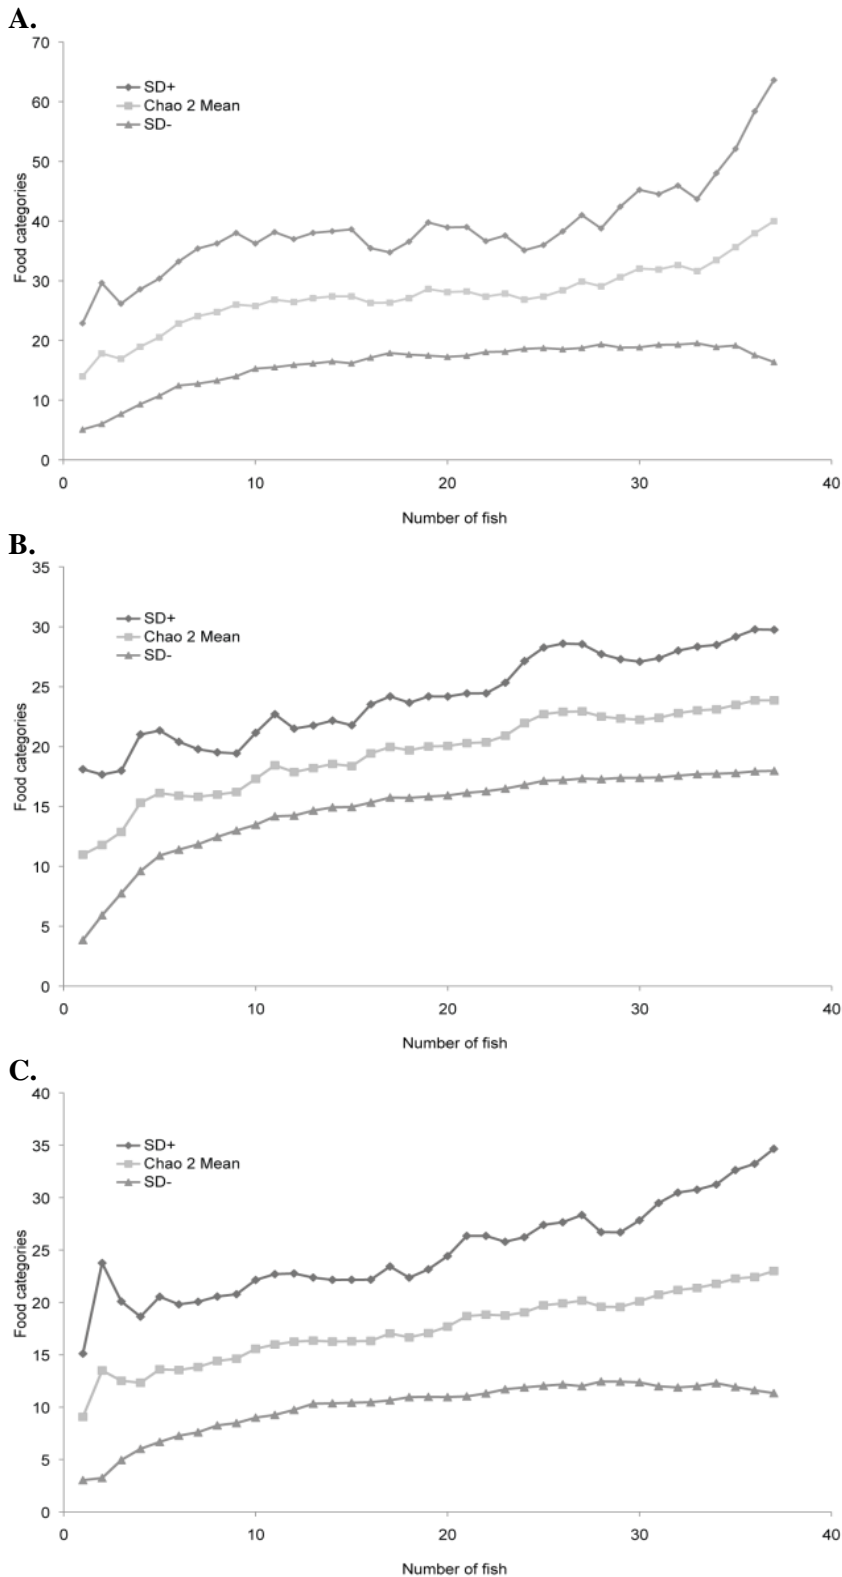 A.
70
60
50
40
30
20
10
0
SD+
Chao 2 Mean
SD-
Food categories
0 10 20 30 40
Number of fish
B.
35
30
25
20
15
10
5
0
SD+
Chao 2 Mean
SD-
Food categories
0 10 20 30 40
Number of fish
C.
40
35
30
25
20
15
10
5
0
SD+
Chao 2 Mean
SD-
Food categories
0 10 20 30 40
Number of fish